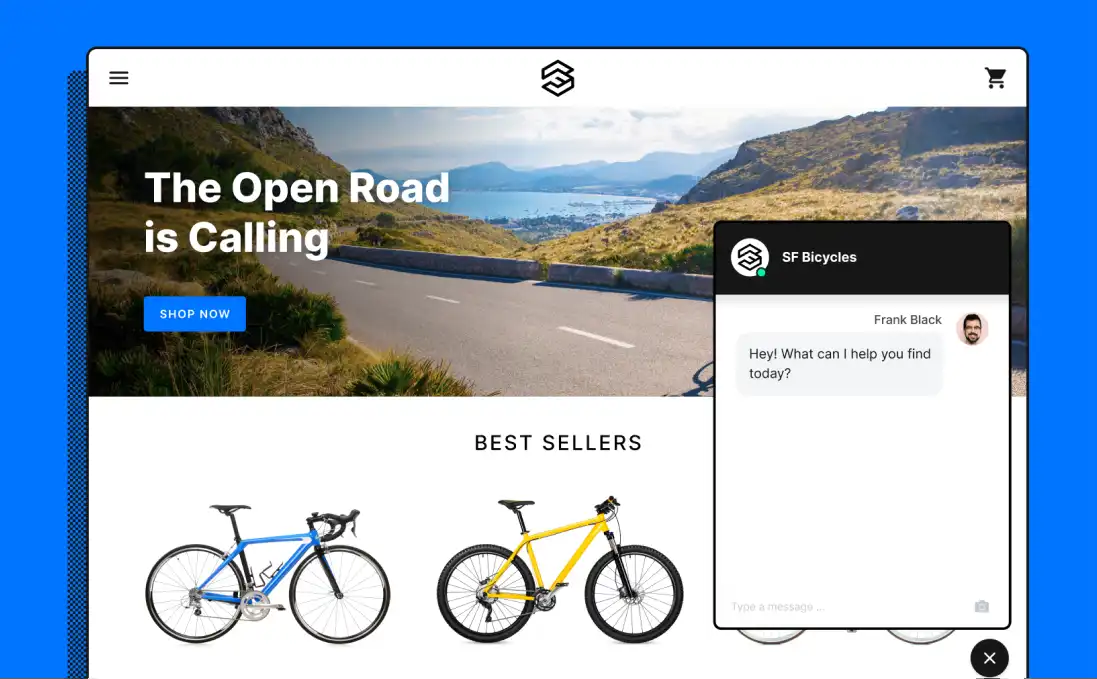 The Open Road
is Calling
SHOP NOW
SF Bicycles
Frank Black
Hey! What can I help you find
today?
BEST SELLERS
Type a message ...